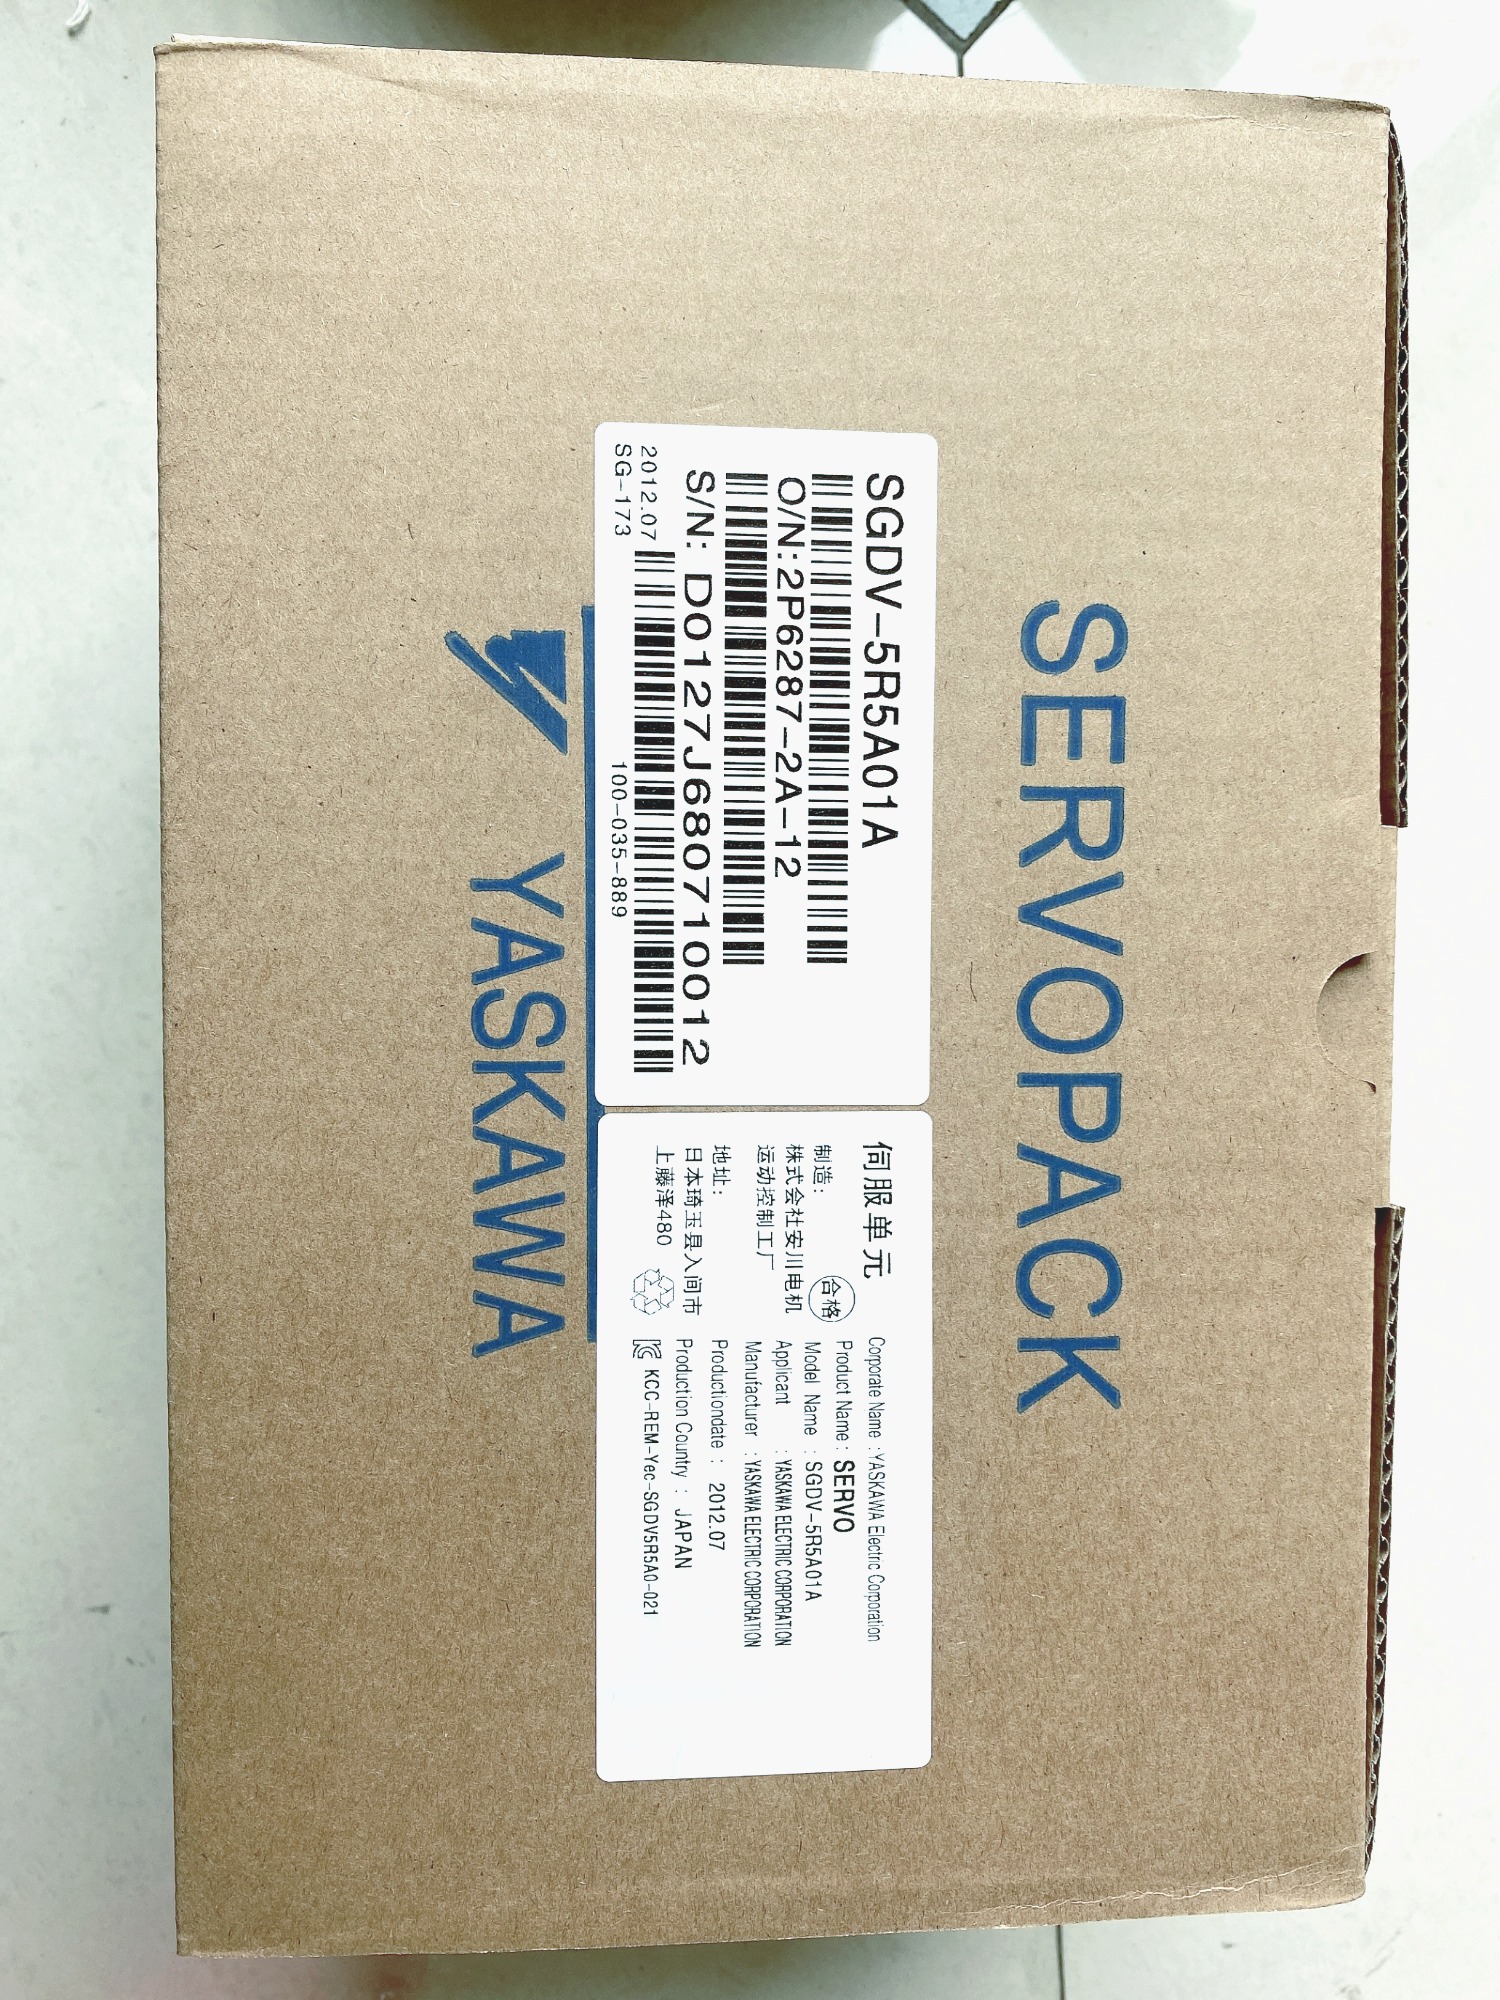 SERVOPACK
SGDV-5R5A01A
O/N:2P6287-2A-12
S/N: D0127J680710012
2012.07
SG-173
100-035-889
伺服单元
制造:
合格
株式会社安川电机
运动控制工厂
地址:
日本琦玉县入间市
上藤泽480
Corporate Name : YASKAWA Electric Corporation
Product Name : SERVO
Model Name : SGDV-5R5A01A
Applicant : YASKAWA ELECTRIC CORPORATION
Manufacturer : YASKAWA ELECTRIC CORPORATION
Productiondate : 2012.07
Production Country : JAPAN
KCC-REM-Yec-SGDV5R5A0-021
YASKAWA